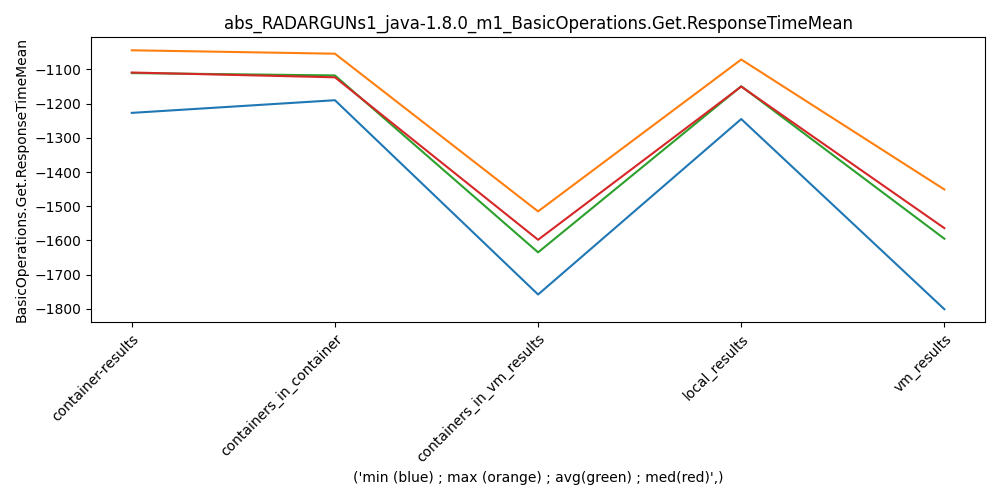 abs_RADARGUNs1_java-1.8.0_m1_BasicOperations.Get.ResponseTimeMean
BasicOperations.Get.ResponseTimeMean
−1100
−1200
−1300
−1400
−1500
−1600
−1700
−1800
container-results
containers_in_container
containers_in_vm_results
local_results
vm_results
('min (blue) ; max (orange) ; avg(green) ; med(red)',)